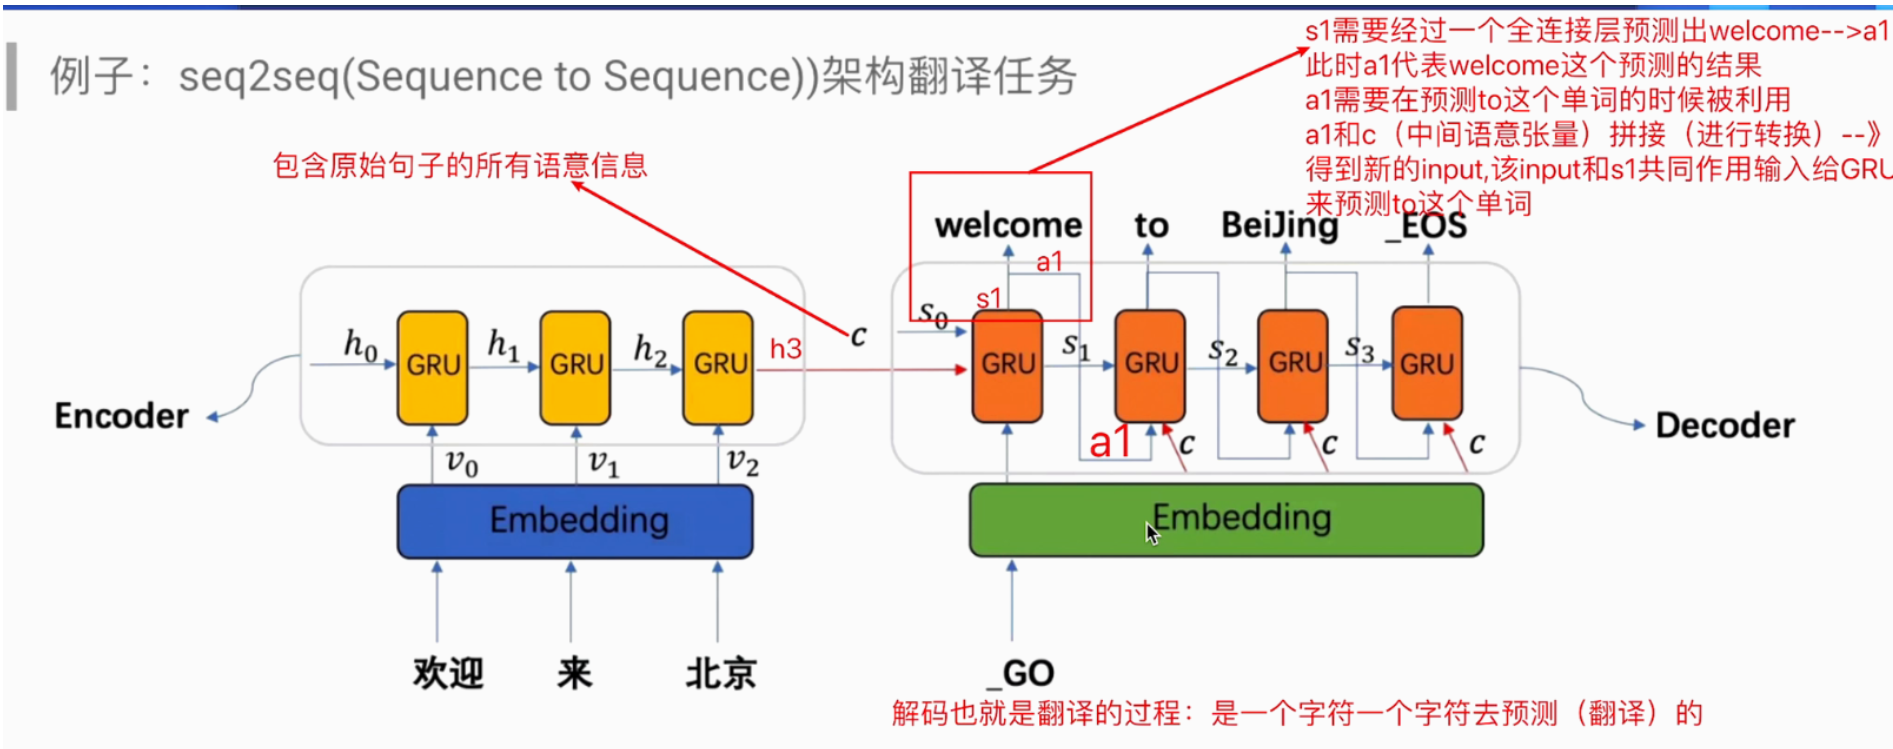 s1需要经过一个全连接层预测出welcome-->a1
此时a1代表welcome这个预测的结果
例子：seq2seq(Sequence to Sequence))架构翻译任务
a1需要在预测to这个单词的时候被利用
a1和c（中间语意张量）拼接（进行转换）--》
包含原始句子的所有语意信息
得到新的input,该input和s1共同作用输入给GRU
来预测to这个单词
welcome to BeiJing _EOS
a1
s1
s0
h0 GRU h1 GRU h2 GRU h3 c GRU s1 GRU s2 GRU s3 GRU
Encoder
Decoder
a1 c c c
v0 v1 v2
Embedding Embedding
欢迎 来 北京 _GO
解码也就是翻译的过程：是一个字符一个字符去预测（翻译）的